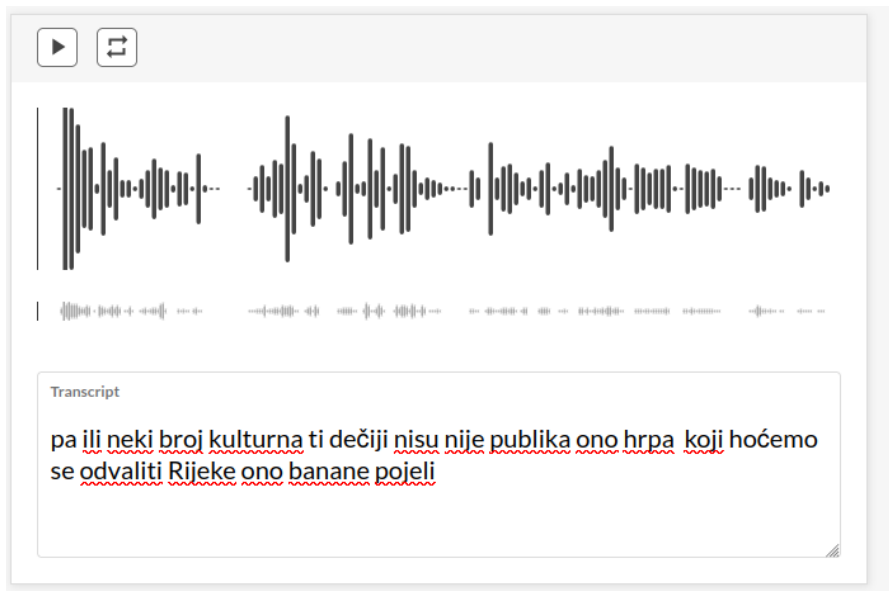 Transcript
pa ili neki broj kulturna ti dečiji nisu nije publika ono hrpa  koji hoćemo
se odvaliti Rijeke ono banane pojeli